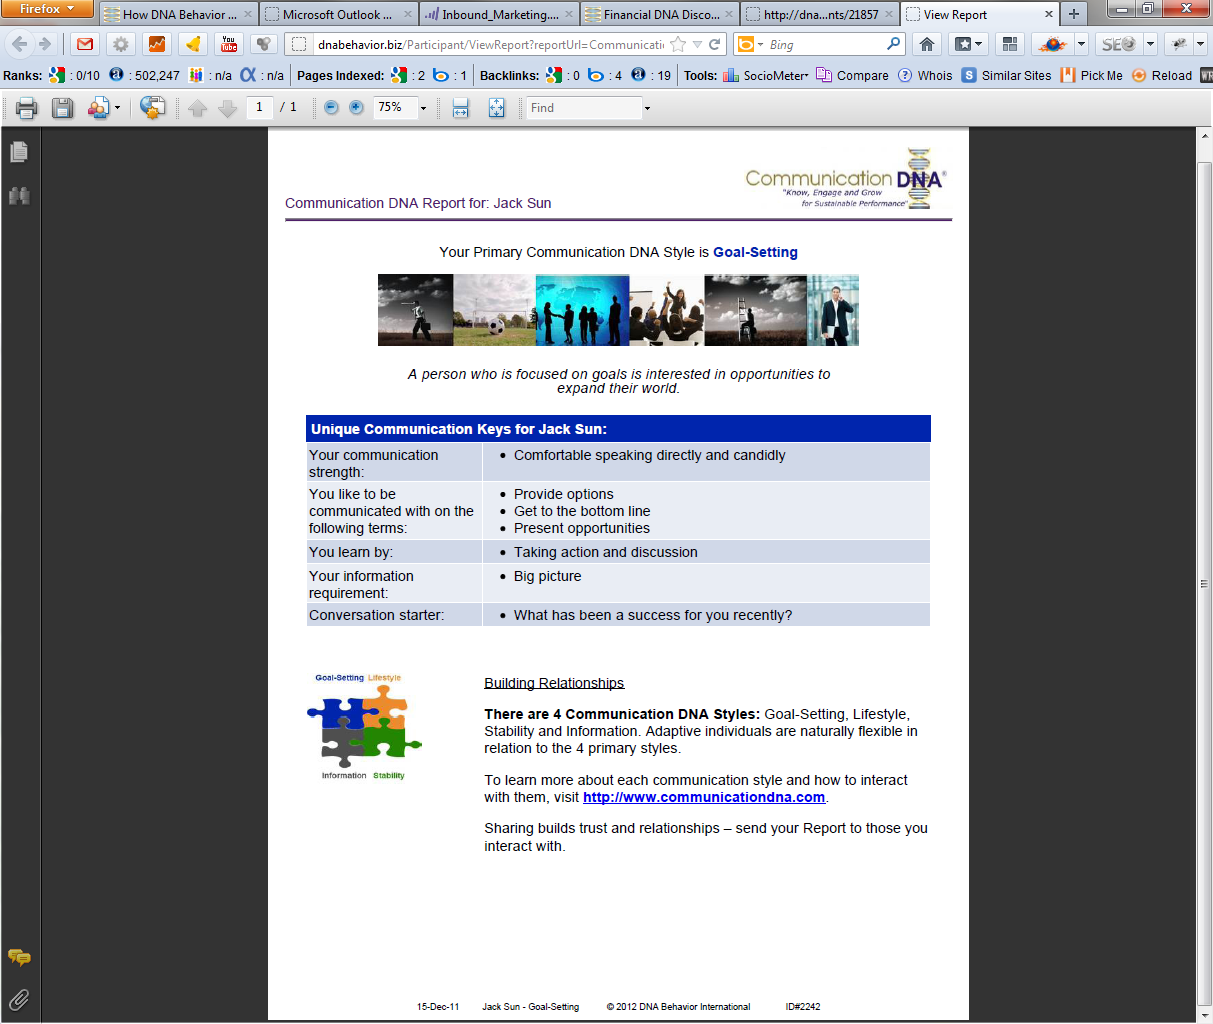 Firefox
How DNA Behavior ...
Microsoft Outlook ...
Inbound_Marketing....
Financial DNA Disco...
http://dna...nts/21857
View Report
You
Tube
dnabehavior.biz/Participant/ViewReport?reportUrl=Communicati
Bing
SEO
Ranks: : 0/10 : 502,247 : n/a : n/a Pages Indexed: : 2 : 1 Backlinks: : 0 : 4 : 19 Tools: SocioMeter Compare Whois Similar Sites Pick Me Reload
1 / 1 75% Find
Communication DNA®
"Know, Engage and Grow
for Sustainable Performance"
Communication DNA Report for: Jack Sun
Your Primary Communication DNA Style is Goal-Setting
A person who is focused on goals is interested in opportunities to
expand their world.
Unique Communication Keys for Jack Sun:
Your communication
strength:
• Comfortable speaking directly and candidly
You like to be
communicated with on the
following terms:
• Provide options
• Get to the bottom line
• Present opportunities
You learn by:
• Taking action and discussion
Your information
requirement:
• Big picture
Conversation starter:
• What has been a success for you recently?
Goal-Setting Lifestyle
Information Stability
Building Relationships
There are 4 Communication DNA Styles: Goal-Setting, Lifestyle,
Stability and Information. Adaptive individuals are naturally flexible in
relation to the 4 primary styles.
To learn more about each communication style and how to interact
with them, visit http://www.communicationdna.com.
Sharing builds trust and relationships – send your Report to those you
interact with.
15-Dec-11 Jack Sun - Goal-Setting © 2012 DNA Behavior International ID#2242